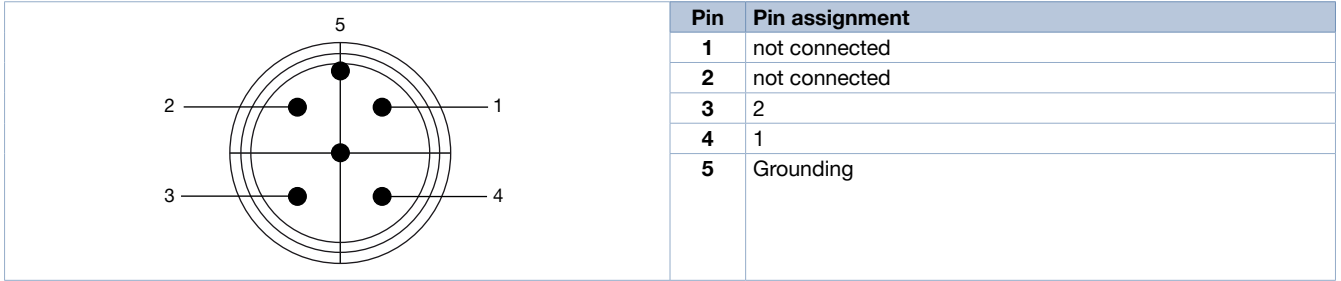 5
2
1
3
4
Pin Pin assignment
1 not connected
2 not connected
3 2
4 1
5 Grounding